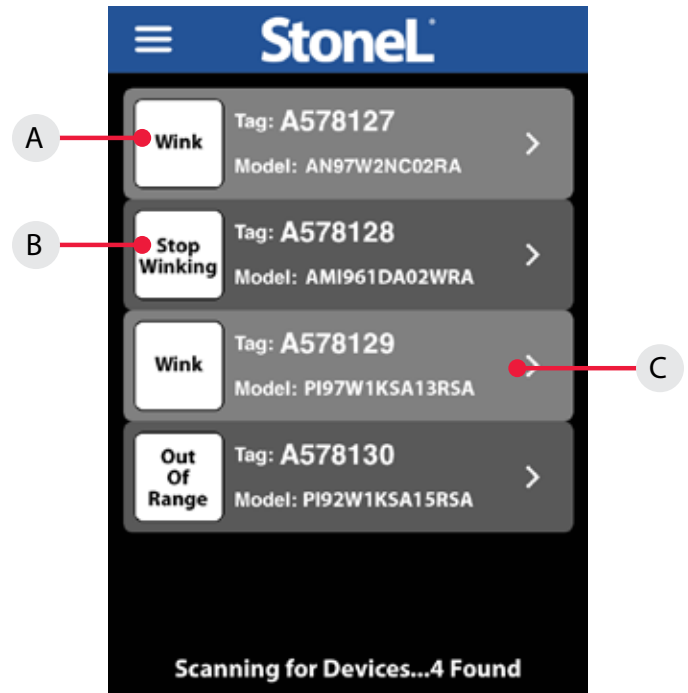 StoneL
A
Wink
Tag: A578127
Model: AN97W2NC02RA
B
Stop
Winking
Tag: A578128
Model: AMI961DA02WRA
Wink
Tag: A578129
Model: PI97W1KSA13RSA
C
Out
Of
Range
Tag: A578130
Model: PI92W1KSA15RSA
Scanning for Devices...4 Found